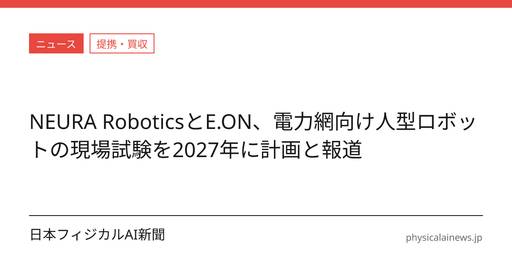 ニュース 提携・買収
NEURA RoboticsとE.ON、電力網向け人型ロボッ
トの現場試験を2027年に計画と報道
日本フィジカルAI新聞
physicalainews.jp